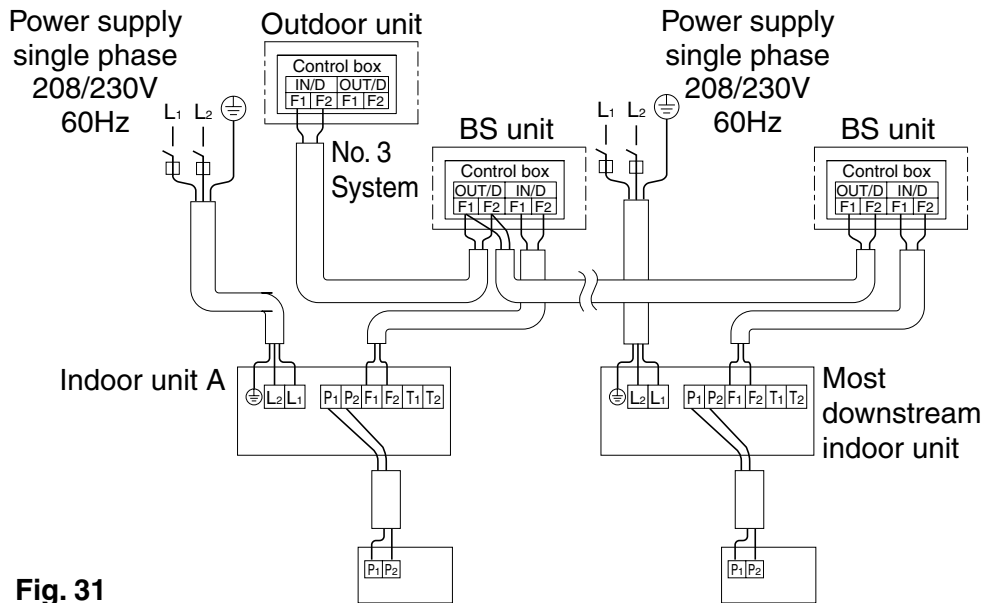 Power supply
single phase
208/230V
60Hz
L1 L2
Outdoor unit
Control box
IN/D OUT/D
F1 F2 F1 F2
No. 3
System
BS unit
Control box
OUT/D IN/D
F1 F2 F1 F2
Power supply
single phase
208/230V
60Hz
L1 L2
BS unit
Control box
OUT/D IN/D
F1 F2 F1 F2
Indoor unit A
L2 L1
P1 P2 F1 F2 T1 T2
P1 P2
L2 L1
P1 P2 F1 F2 T1 T2
Most
downstream
indoor unit
P1 P2
Fig. 31